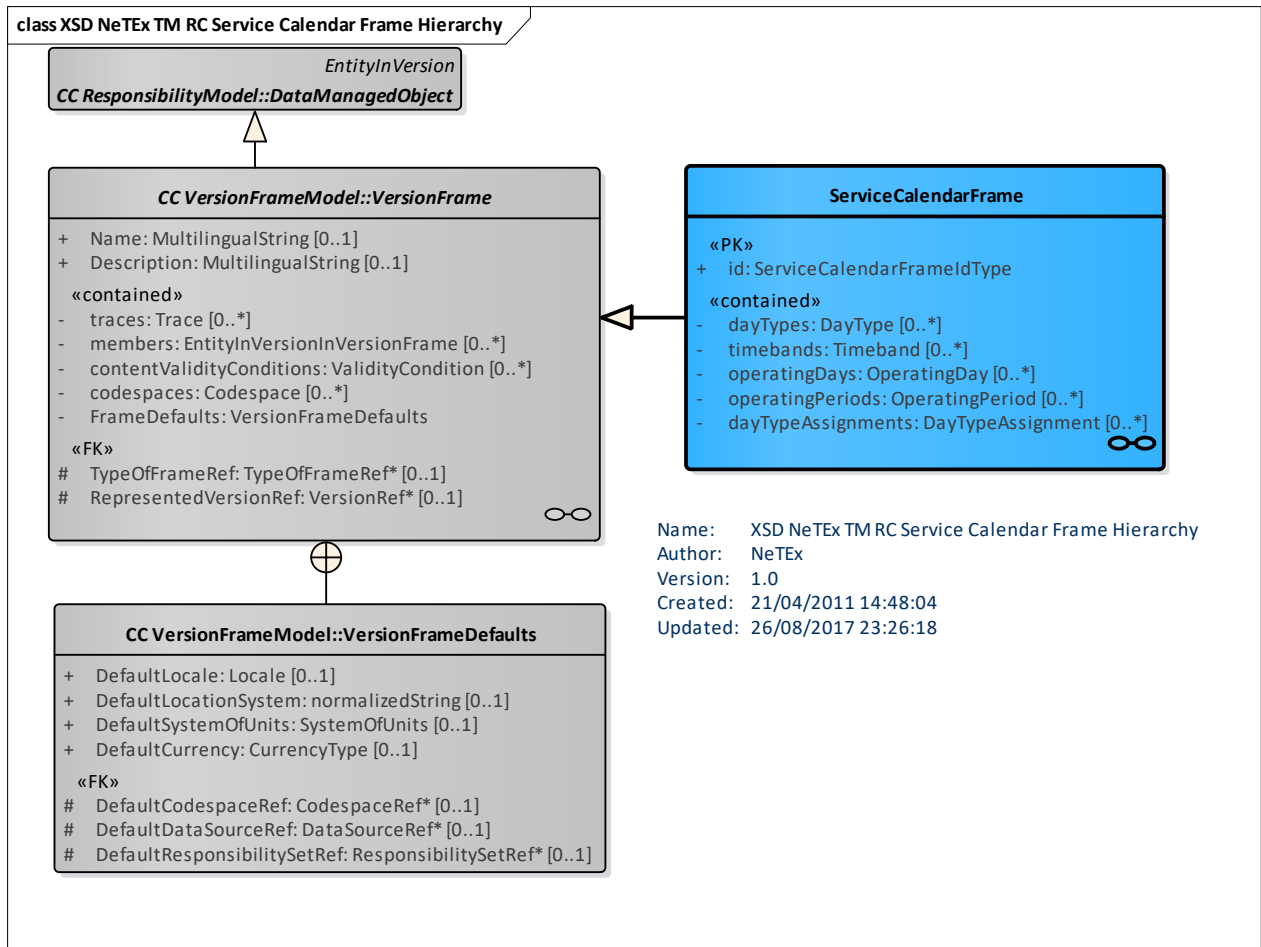 class XSD NeTEx TM RC Service Calendar Frame Hierarchy
EntityInVersion
CC ResponsibilityModel::DataManagedObject
CC VersionFrameModel::VersionFrame
+ Name: MultilingualString [0..1]
+ Description: MultilingualString [0..1]
«contained»
- traces: Trace [0..*]
- members: EntityInVersionInVersionFrame [0..*]
- contentValidityConditions: ValidityCondition [0..*]
- codespaces: Codespace [0..*]
- FrameDefaults: VersionFrameDefaults
«FK»
# TypeOfFrameRef: TypeOfFrameRef* [0..1]
# RepresentedVersionRef: VersionRef* [0..1]
ServiceCalendarFrame
«PK»
+ id: ServiceCalendarFrameIdType
«contained»
- dayTypes: DayType [0..*]
- timebands: Timeband [0..*]
- operatingDays: OperatingDay [0..*]
- operatingPeriods: OperatingPeriod [0..*]
- dayTypeAssignments: DayTypeAssignment [0..*]
Name: XSD NeTEx TM RC Service Calendar Frame Hierarchy
Author: NeTEx
Version: 1.0
Created: 21/04/2011 14:48:04
Updated: 26/08/2017 23:26:18
CC VersionFrameModel::VersionFrameDefaults
+ DefaultLocale: Locale [0..1]
+ DefaultLocationSystem: normalizedString [0..1]
+ DefaultSystemOfUnits: SystemOfUnits [0..1]
+ DefaultCurrency: CurrencyType [0..1]
«FK»
# DefaultCodespaceRef: CodespaceRef* [0..1]
# DefaultDataSourceRef: DataSourceRef* [0..1]
# DefaultResponsibilitySetRef: ResponsibilitySetRef* [0..1]